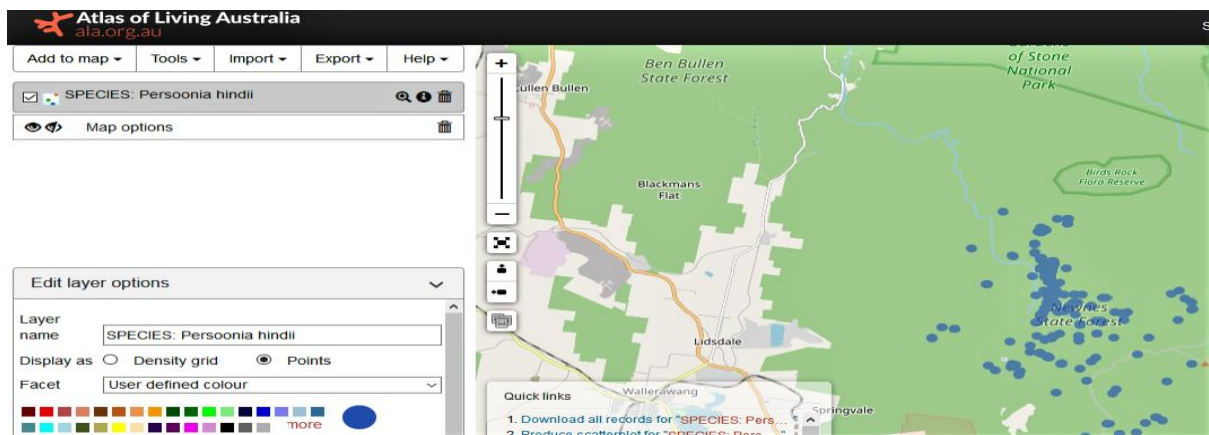 Atlas of Living Australia
ala.org.au
S
Add to map
Tools
Import
Export
Help
SPECIES: Persoonia hindii
Map options
Edit layer options
Layer name
SPECIES: Persoonia hindii
Display as
Density grid
Points
Facet
User defined colour
more
+
−
Ben Bullen
State Forest
ullen Bullen
of Stone
National
Park
Birds Rock
Flora Reserve
Blackmans
Flat
Newnes
State Forest
Lidsdale
Wallerawang
Springvale
Quick links
1. Download all records for "SPECIES: Pers...
2. Produce scatterplot for "SPECIES: Pers... "